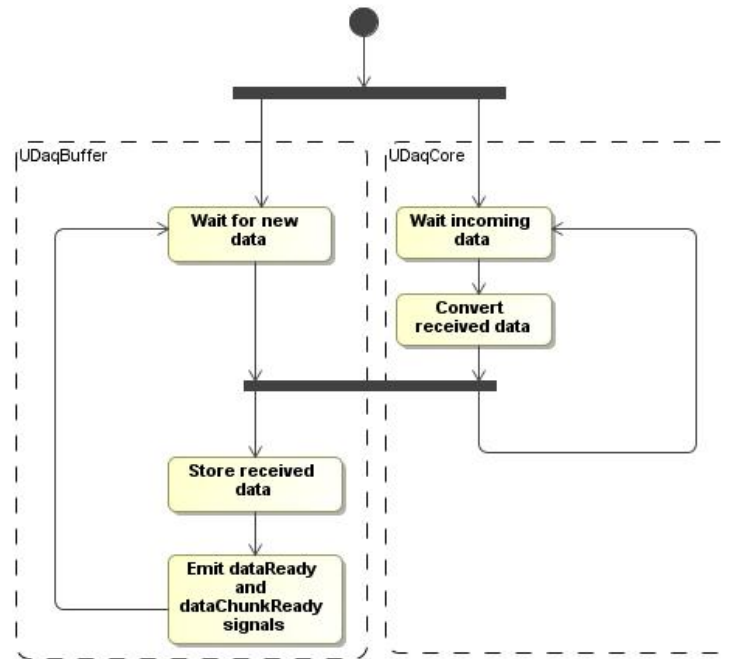 UDaqBuffer
UDaqCore
Wait for new
data
Wait incoming
data
Convert
received data
Store received
data
Emit dataReady
and
dataChunkReady
signals